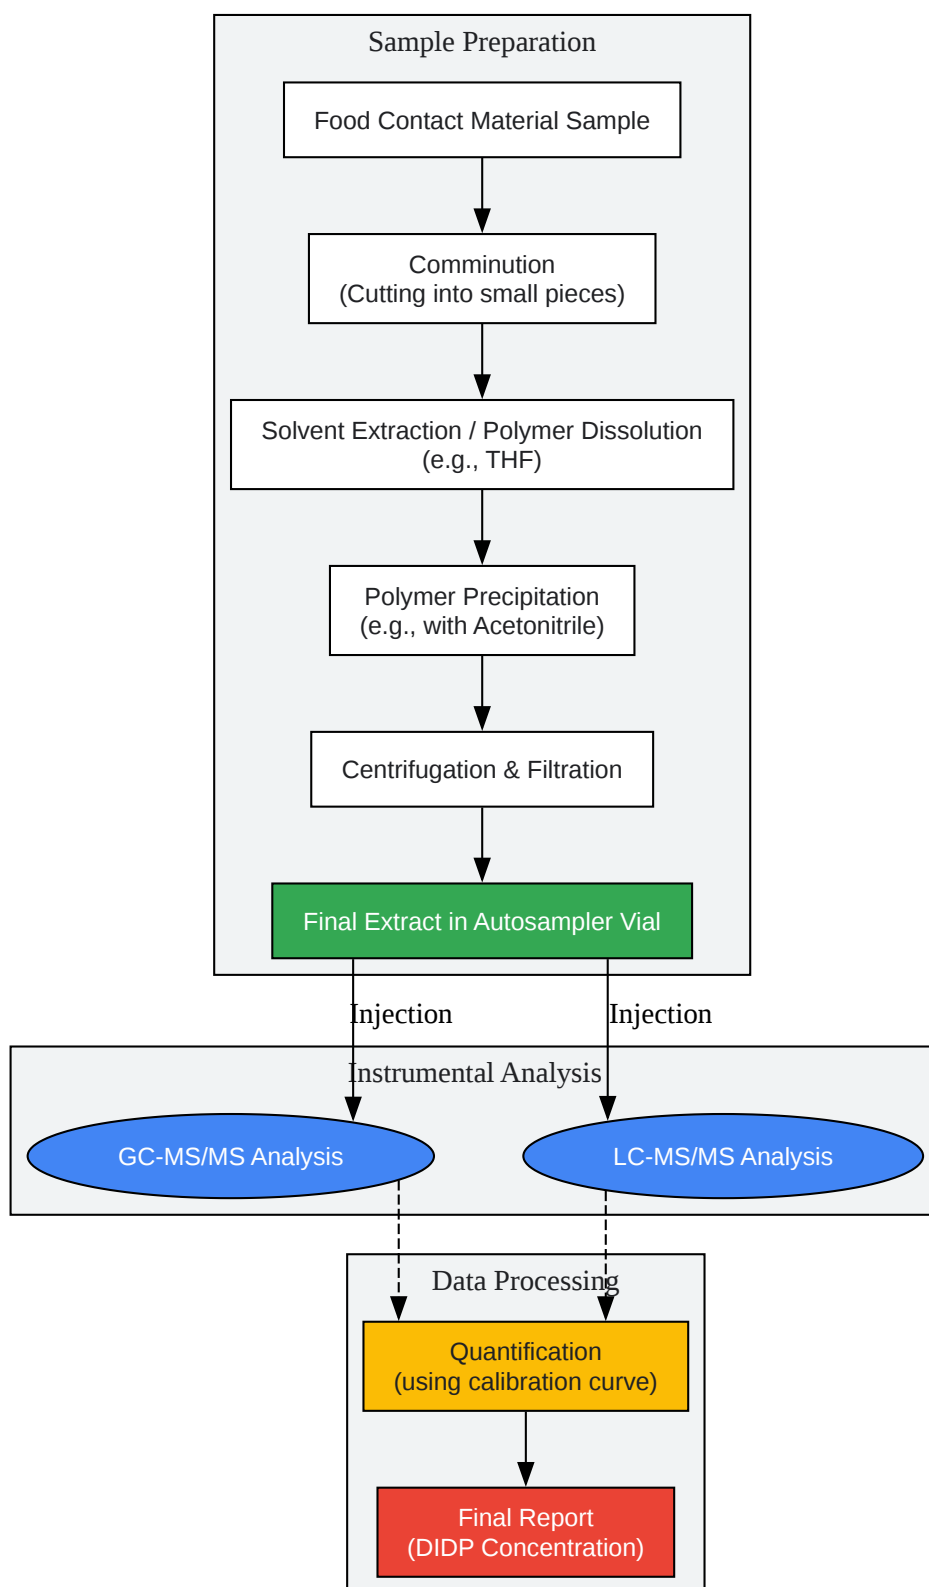 Sample Preparation
Food Contact Material Sample
Comminution
(Cutting into small pieces)
Solvent Extraction / Polymer Dissolution
(e.g., THF)
Polymer Precipitation
(e.g., with Acetonitrile)
Centrifugation & Filtration
Final Extract in Autosampler Vial
Injection
Injection
Instrumental Analysis
GC-MS/MS Analysis
LC-MS/MS Analysis
Data Processing
Quantification
(using calibration curve)
Final Report
(DIDP Concentration)